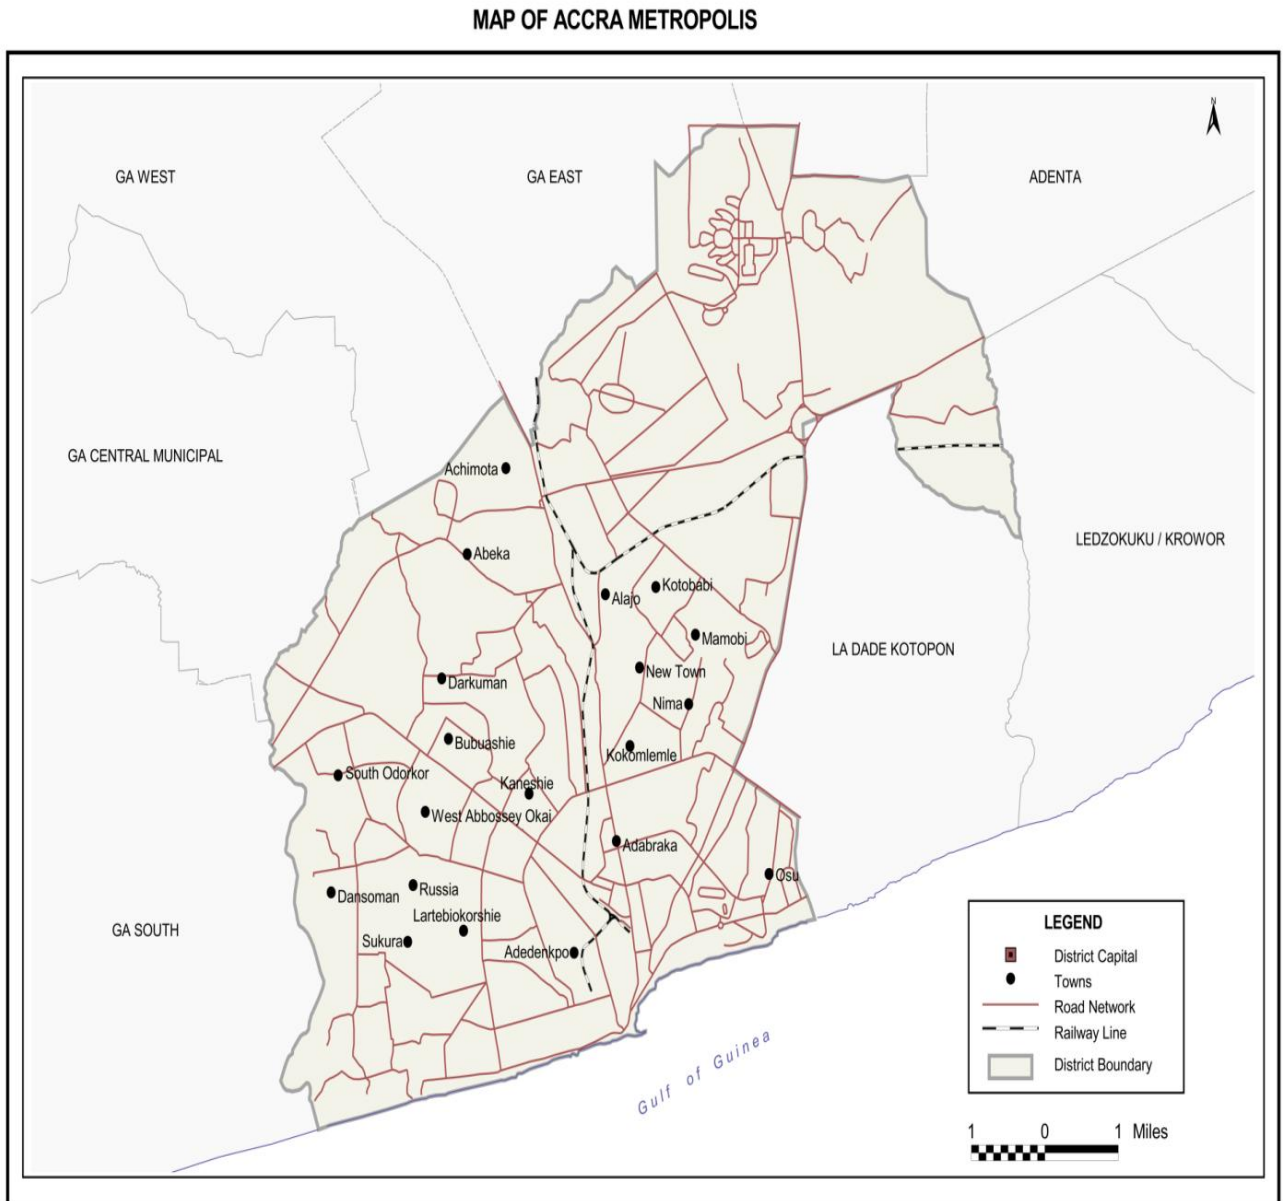 MAP OF ACCRA METROPOLIS
N
GA WEST
GA EAST
ADENTA
GA CENTRAL MUNICIPAL
Achimota
LEDZOKUKU / KROWOR
Abeka
Kotobabi
Alajo
Mamobi
LA DADE KOTOPON
New Town
Darkuman
Nima
Bubuashie
Kokomlemle
South Odorkor
Kaneshie
West Abbossey Okai
Adabraka
Osu
Russia
Dansoman
Lartebiokorshie
GA SOUTH
Sukura
Adedenkpo
LEGEND
District Capital
Towns
Road Network
Railway Line
District Boundary
Gulf of Guinea
1 0 1 Miles